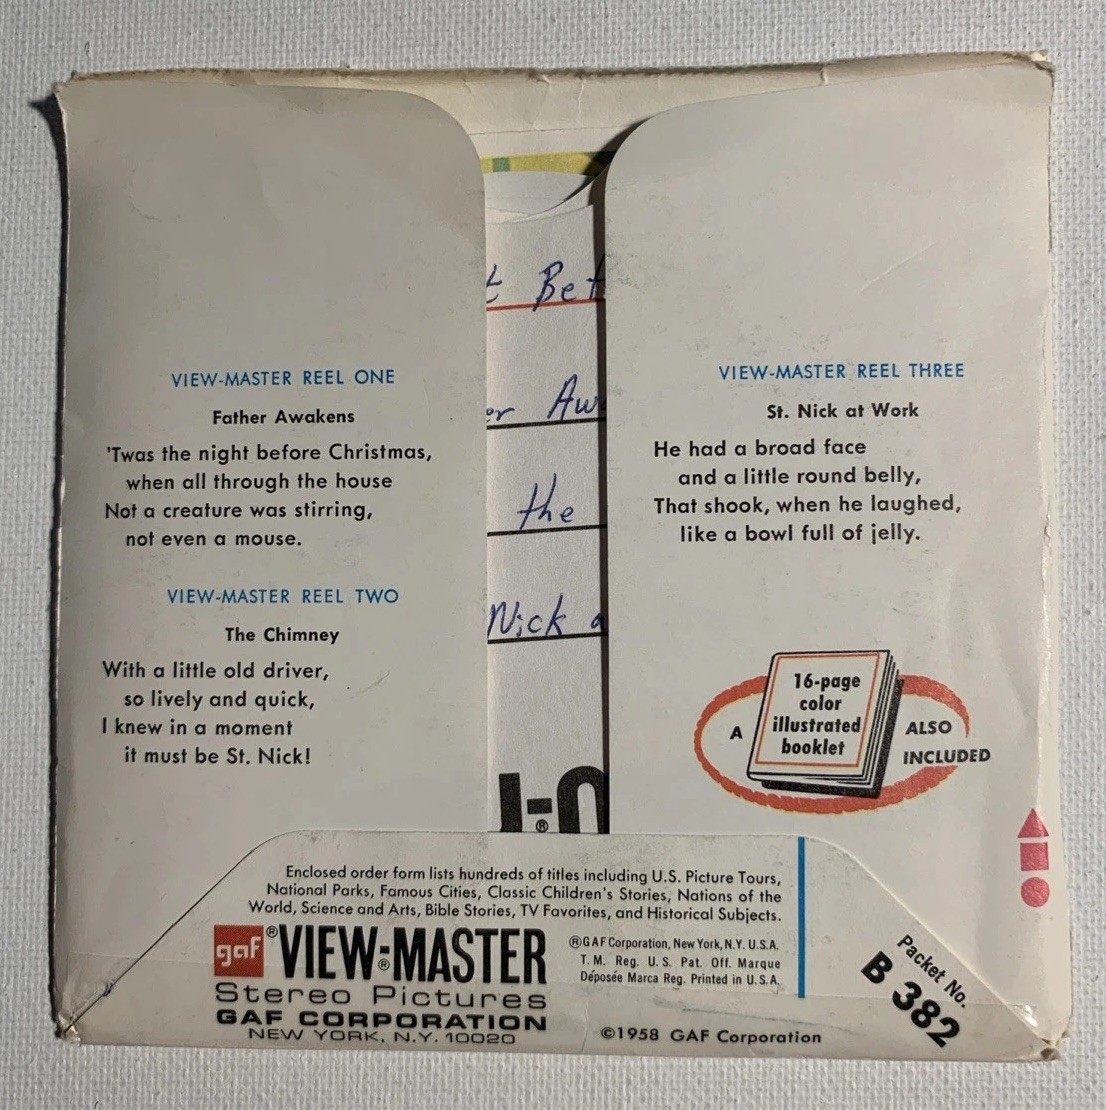 VIEW-MASTER REEL ONE
Father Awakens
'Twas the night before Christmas,
when all through the house
Not a creature was stirring,
not even a mouse.
VIEW-MASTER REEL TWO
The Chimney
With a little old driver,
so lively and quick,
I knew in a moment
it must be St. Nick!
t Bet
er Aw
the
Nick a
VIEW-MASTER REEL THREE
St. Nick at Work
He had a broad face
and a little round belly,
That shook, when he laughed,
like a bowl full of jelly.
A
16-page
color
illustrated
booklet
ALSO
INCLUDED
Enclosed order form lists hundreds of titles including U.S. Picture Tours,
National Parks, Famous Cities, Classic Children's Stories, Nations of the
World, Science and Arts, Bible Stories, TV Favorites, and Historical Subjects.
gaf® VIEW-MASTER®
Stereo Pictures
GAF CORPORATION
NEW YORK, N.Y. 10020
®GAF Corporation, New York, N.Y. U.S.A.
T. M. Reg. U. S. Pat. Off. Marque
Déposée Marca Reg. Printed in U. S. A.
©1958 GAF Corporation
Packet No.
B 382